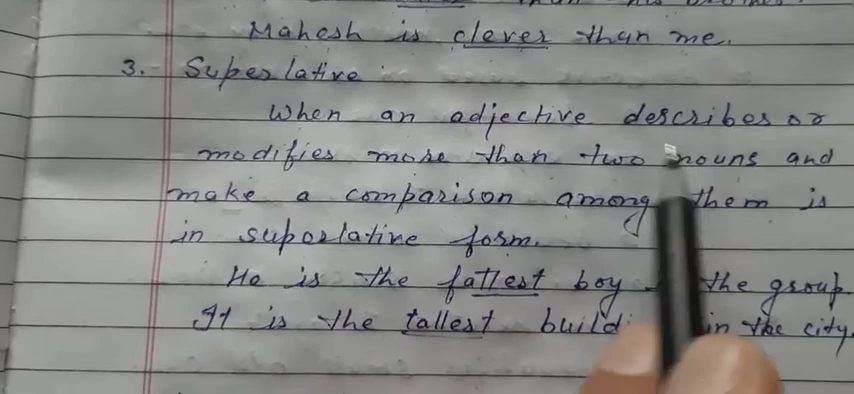 Mahesh is clever than me.
3. Superlative
When an adjective describes or
modifies more than two nouns and
make a comparison among them is
in superlative form.
He is the fattest boy the group.
It is the tallest build in the city.